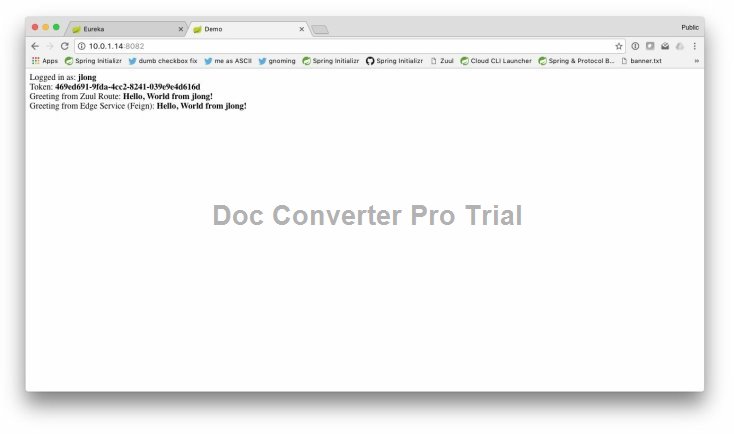 Eureka
Demo
Public
10.0.1.14:8082
Apps Spring Initializr dumb checkbox fix me as ASCII gnoming Spring Initializr Spring Initializr Zuul Cloud CLI Launcher Spring & Protocol B... banner.txt »
Logged in as: jlong
Token: 469ed691-9fda-4cc2-8241-039e9e4d616d
Greeting from Zuul Route: Hello, World from jlong!
Greeting from Edge Service (Feign): Hello, World from jlong!
Doc Converter Pro Trial